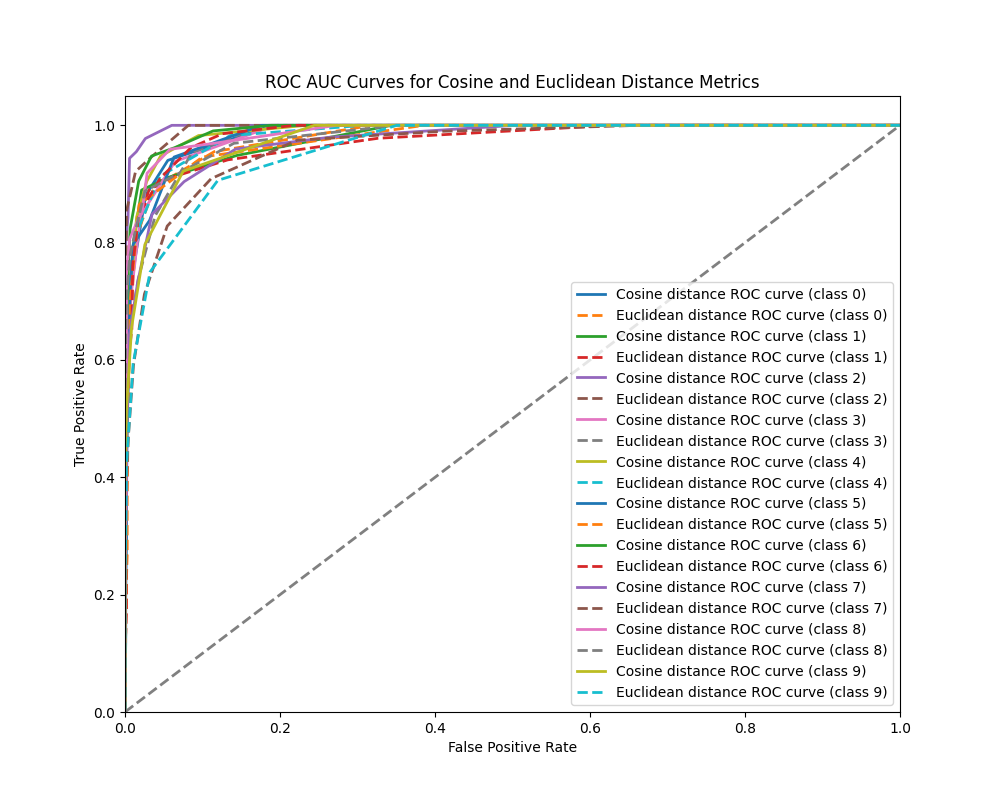 ROC AUC Curves for Cosine and Euclidean Distance Metrics
1.0
0.8
0.6
0.4
0.2
0.0
True Positive Rate
Cosine distance ROC curve (class 0)
Euclidean distance ROC curve (class 0)
Cosine distance ROC curve (class 1)
Euclidean distance ROC curve (class 1)
Cosine distance ROC curve (class 2)
Euclidean distance ROC curve (class 2)
Cosine distance ROC curve (class 3)
Euclidean distance ROC curve (class 3)
Cosine distance ROC curve (class 4)
Euclidean distance ROC curve (class 4)
Cosine distance ROC curve (class 5)
Euclidean distance ROC curve (class 5)
Cosine distance ROC curve (class 6)
Euclidean distance ROC curve (class 6)
Cosine distance ROC curve (class 7)
Euclidean distance ROC curve (class 7)
Cosine distance ROC curve (class 8)
Euclidean distance ROC curve (class 8)
Cosine distance ROC curve (class 9)
Euclidean distance ROC curve (class 9)
0.0 0.2 0.4 0.6 0.8 1.0
False Positive Rate